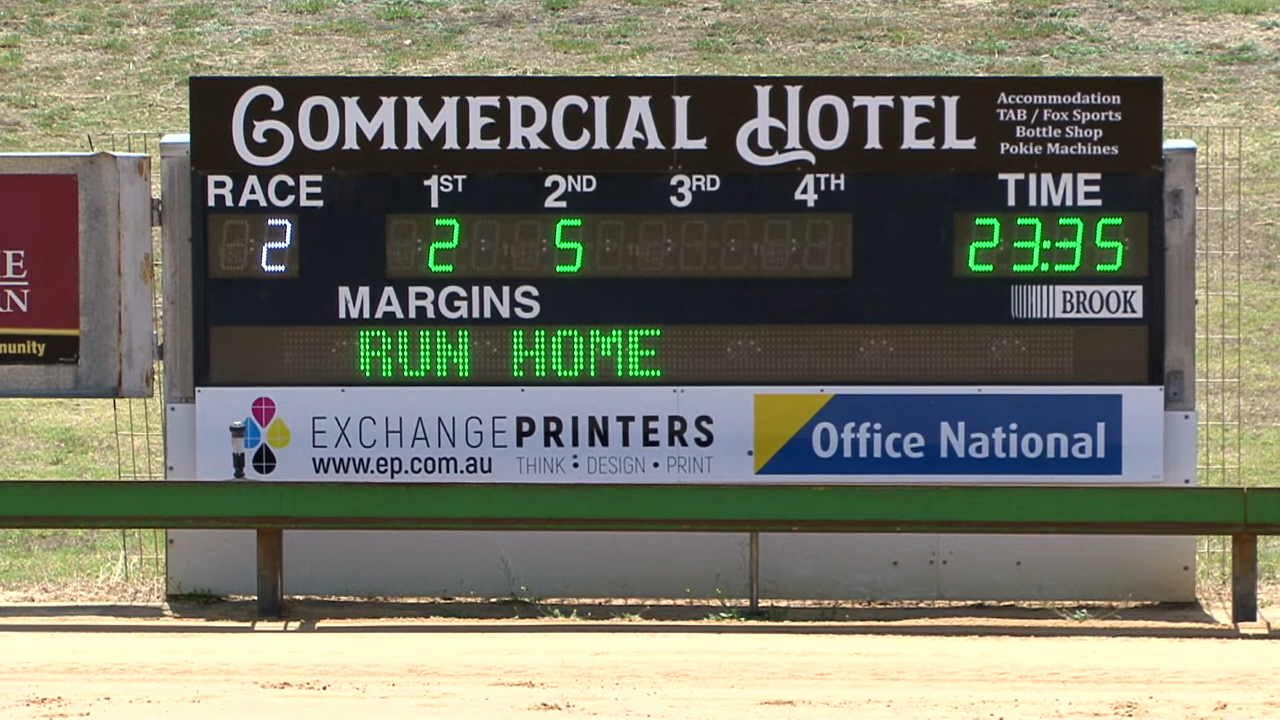 COMMERCIAL HOTEL
Accommodation
TAB / Fox Sports
Bottle Shop
Pokie Machines
RACE 1ST 2ND 3RD 4TH TIME
2 2 5 23:35
MARGINS
BROOK
RUN HOME
EXCHANGEPRINTERS
www.ep.com.au THINK • DESIGN • PRINT
Office National